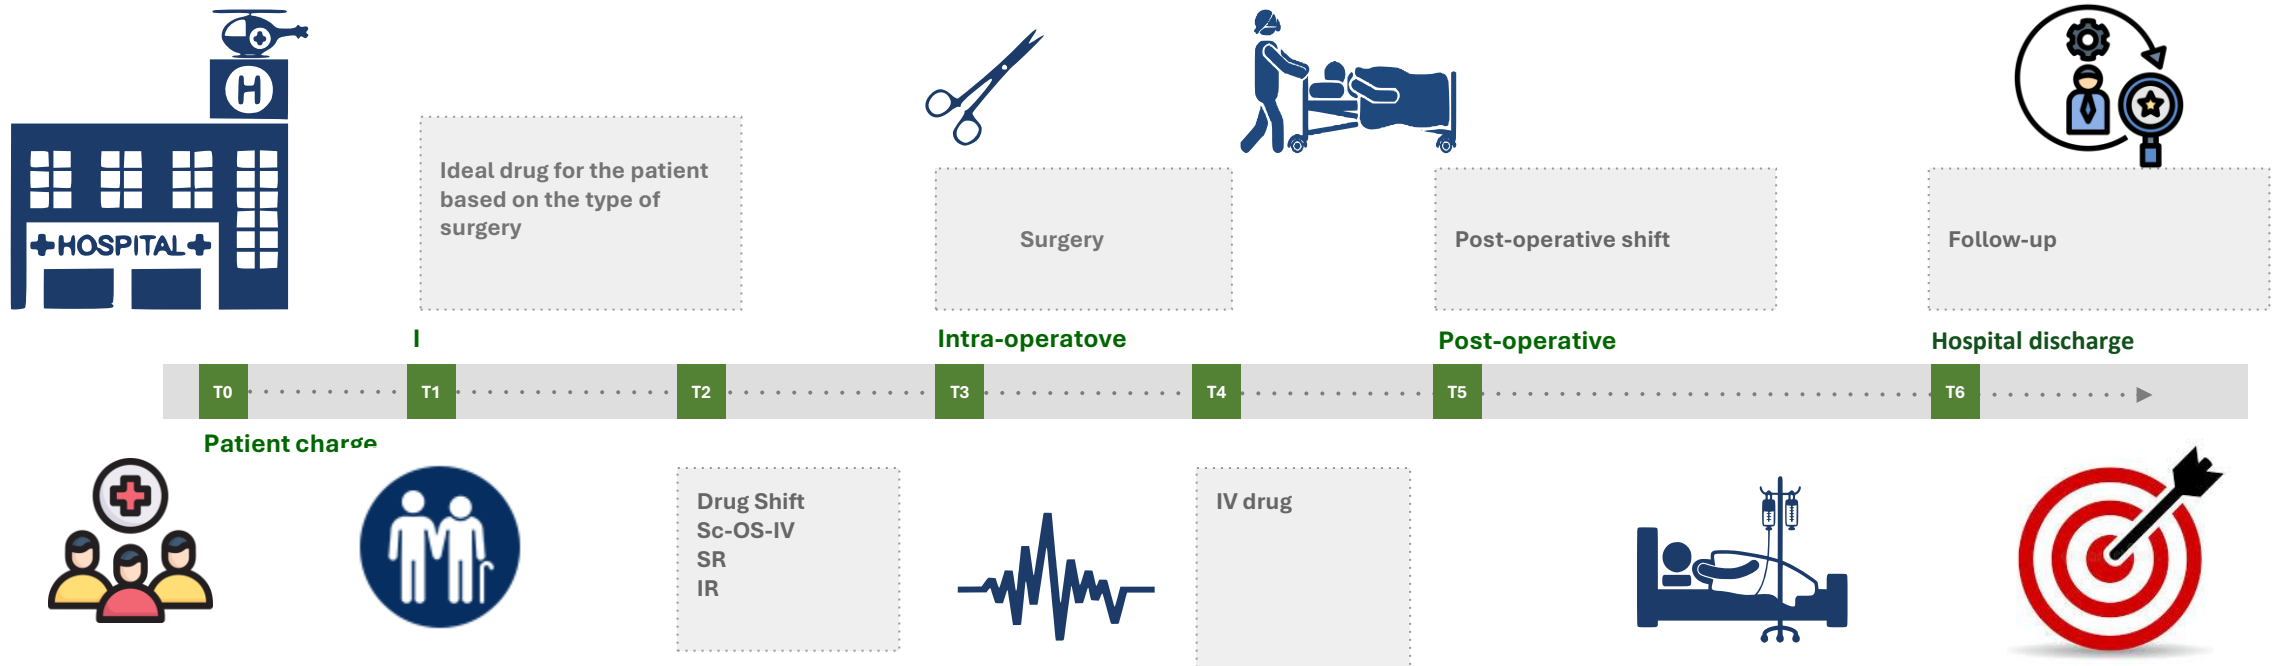 H
HOSPITAL
Ideal drug for the patient
based on the type of
surgery
Surgery
Post-operative shift
Follow-up
I
Intra-operatove
Post-operative
Hospital discharge
T0
T1
T2
T3
T4
T5
T6
Patient charge
Drug Shift
Sc-OS-IV
SR
IR
IV drug